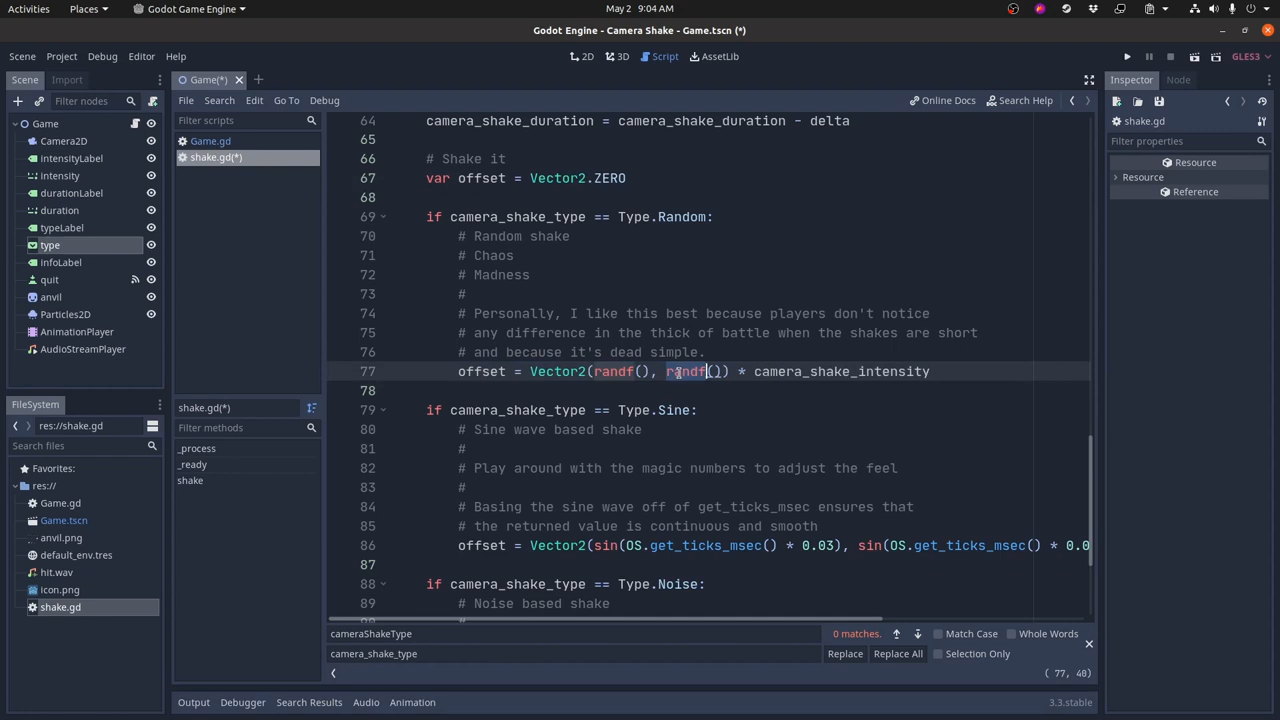 Activities Places Godot Game Engine May 2 9:04 AM
Godot Engine - Camera Shake - Game.tscn (*)
Scene Project Debug Editor Help 2D 3D Script AssetLib GLES3
Scene Import Game(*) Inspector Node
Filter nodes File Search Edit Go To Debug Online Docs Search Help
Game Filter scripts shake.gd
Camera2D Game.gd Filter properties
intensityLabel shake.gd(*) Resource
intensity Resource
durationLabel Reference
duration
typeLabel
type
infoLabel
quit
anvil
Particles2D
AnimationPlayer
AudioStreamPlayer
FileSystem
res://shake.gd
Search files
Favorites:
res://
Game.gd
Game.tscn
anvil.png
default_env.tres
hit.wav
icon.png
shake.gd
shake.gd(*)
Filter methods
_process
_ready
shake
64 camera_shake_duration = camera_shake_duration - delta
65
66 # Shake it
67 var offset = Vector2.ZERO
68
69 if camera_shake_type == Type.Random:
70 # Random shake
71 # Chaos
72 # Madness
73 #
74 # Personally, I like this best because players don't notice
75 # any difference in the thick of battle when the shakes are short
76 # and because it's dead simple.
77 offset = Vector2(randf(), randf()) * camera_shake_intensity
78
79 if camera_shake_type == Type.Sine:
80 # Sine wave based shake
81 #
82 # Play around with the magic numbers to adjust the feel
83 #
84 # Basing the sine wave off of get_ticks_msec ensures that
85 # the returned value is continuous and smooth
86 offset = Vector2(sin(OS.get_ticks_msec() * 0.03), sin(OS.get_ticks_msec() * 0.0
87
88 if camera_shake_type == Type.Noise:
89 # Noise based shake
cameraShakeType 0 matches. Match Case Whole Words
camera_shake_type Replace Replace All Selection Only
( 77, 40)
Output Debugger Search Results Audio Animation 3.3.stable